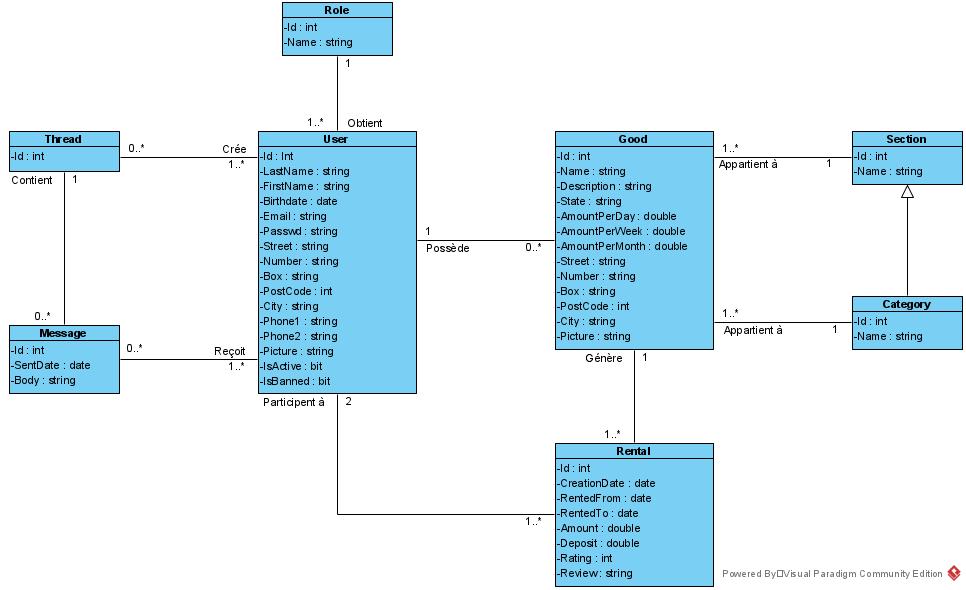 Role
-Id : int
-Name : string
1
1..*
Obtient
Thread
-Id : int
Contient
1
0..*
Crée
1..*
User
-Id : Int
-LastName : string
-FirstName : string
-Birthdate : date
-Email : string
-Passwd : string
-Street : string
-Number : string
-Box : string
-PostCode : int
-City : string
-Phone1 : string
-Phone2 : string
-Picture : string
-IsActive : bit
-IsBanned : bit
1
Possède
0..*
Good
-Id : int
-Name : string
-Description : string
-State : string
-AmountPerDay : double
-AmountPerWeek : double
-AmountPerMonth : double
-Street : string
-Number : string
-Box : string
-PostCode : int
-City : string
-Picture : string
1..*
Appartient à
1
Section
-Id : int
-Name : string
1..*
Appartient à
1
Category
-Id : int
-Name : string
0..*
Message
-Id : int
-SentDate : date
-Body : string
0..*
Reçoit
1..*
Participent à
2
1..*
Génère
1
1..*
Rental
-Id : int
-CreationDate : date
-RentedFrom : date
-RentedTo : date
-Amount : double
-Deposit : double
-Rating : int
-Review : string
Powered By□Visual Paradigm Community Edition